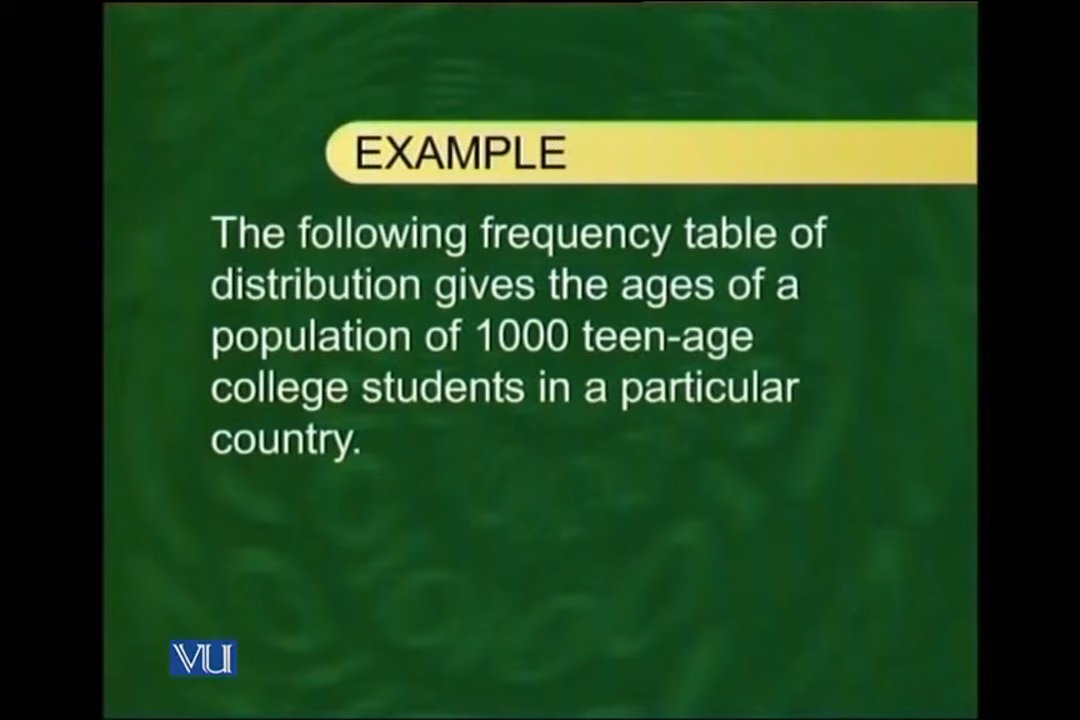 EXAMPLE
The following frequency table of
distribution gives the ages of a
population of 1000 teen-age
college students in a particular
country.
VU